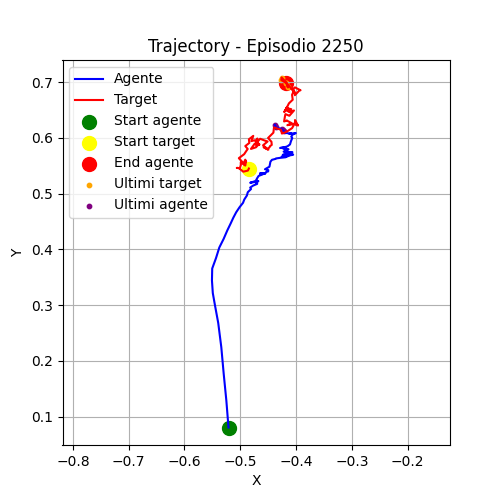 Trajectory - Episodio 2250
Agente
Target
Start agente
Start target
End agente
Ultimi target
Ultimi agente
0.7
0.6
0.5
0.4
0.3
0.2
0.1
Y
−0.8
−0.7
−0.6
−0.5
−0.4
−0.3
−0.2
X